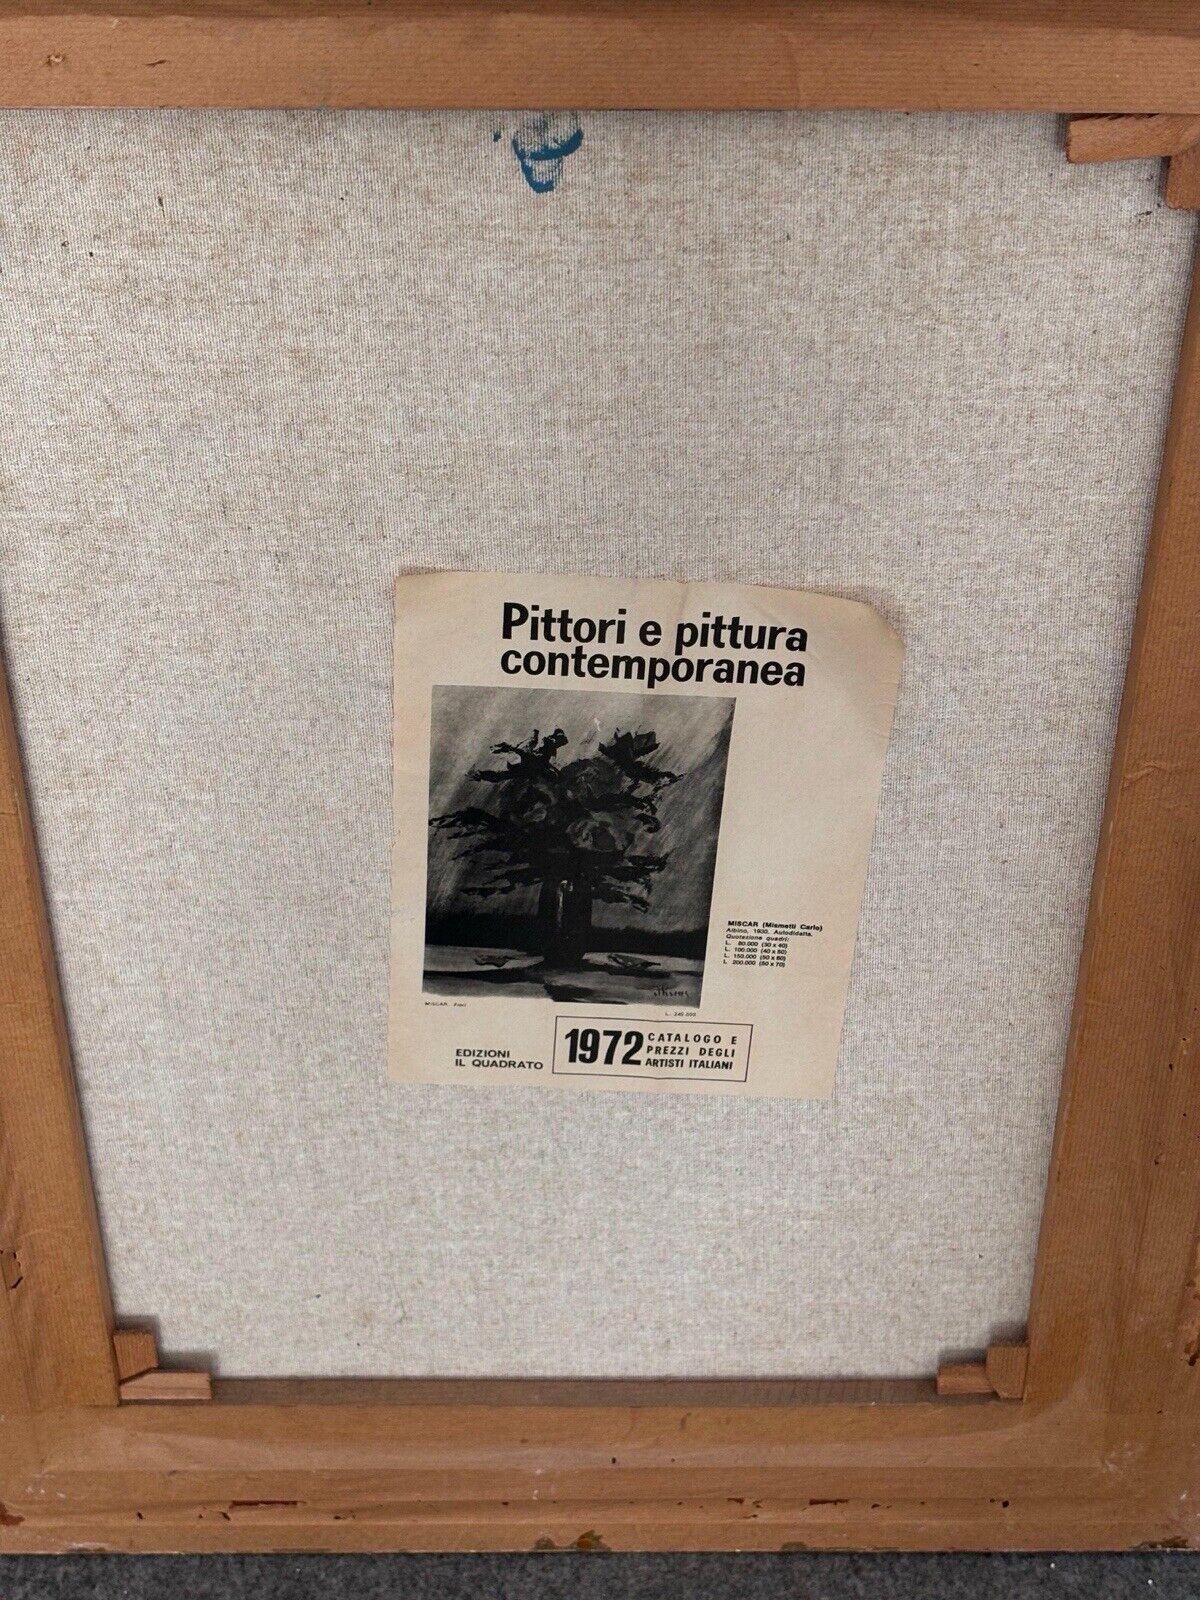 Pittori e pittura
contemporanea
MISCAR (Mismetti Carlo)
Albino, 1930. Autodidatta.
Quotazione quadri:
L. 80.000 (30 x 40)
L. 100.000 (40 x 50)
L. 150.000 (50 x 60)
L. 200.000 (50 x 70)
MISCAR. Fiori
L. 240.000
EDIZIONI
IL QUADRATO
1972
CATALOGO E
PREZZI DEGLI
ARTISTI ITALIANI